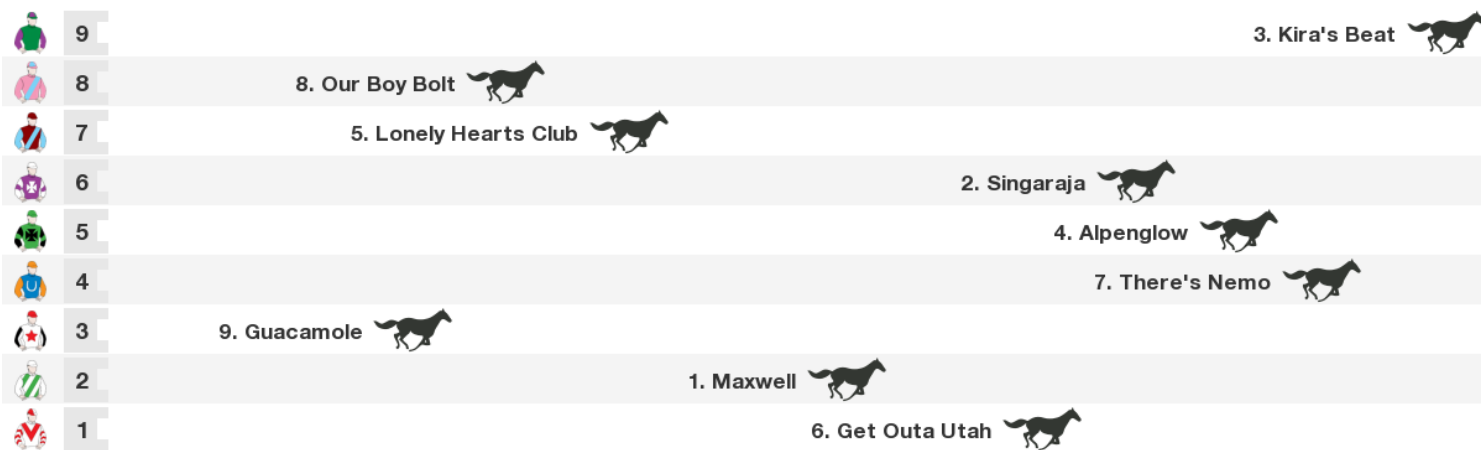 9 3. Kira's Beat
8 8. Our Boy Bolt
7 5. Lonely Hearts Club
6 2. Singaraja
5 4. Alpenglow
4 U 7. There's Nemo
3 9. Guacamole
2 1. Maxwell
1 6. Get Outa Utah